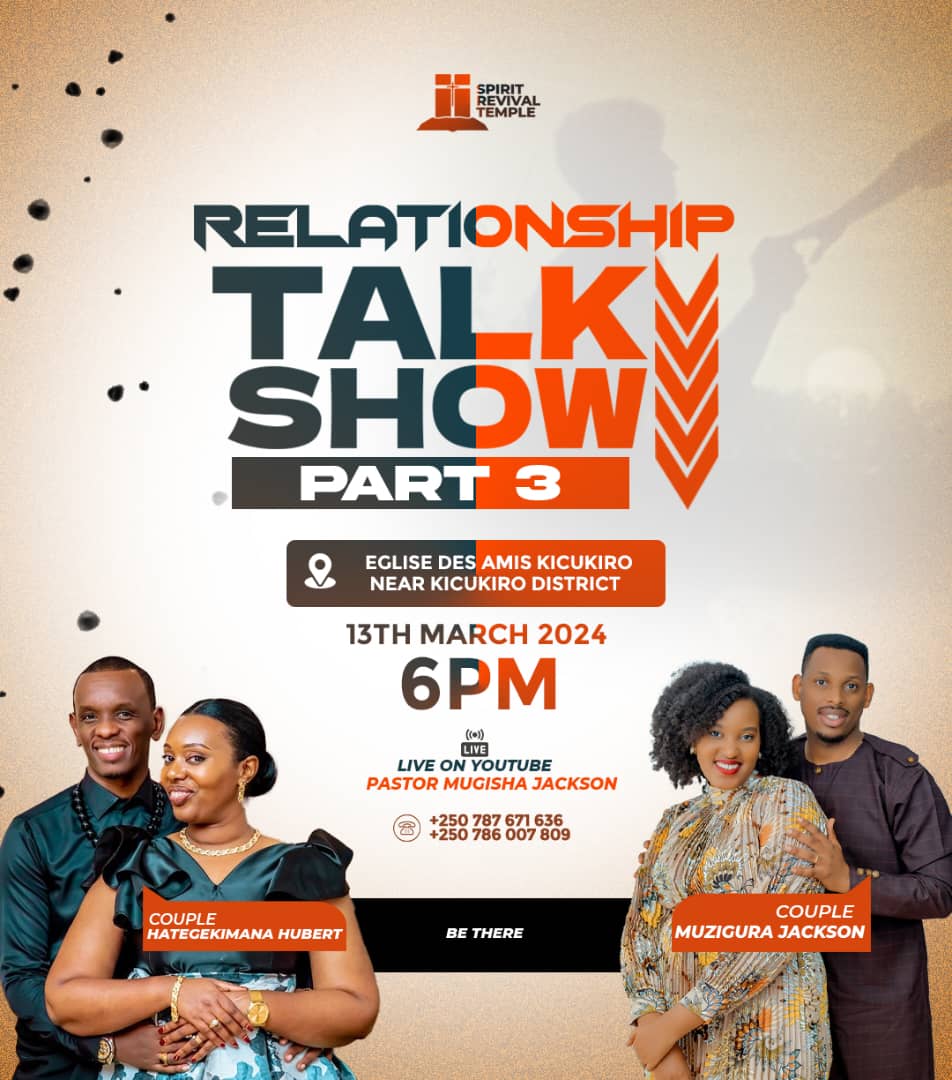 SPIRIT
REVIVAL
TEMPLE
RELATIONSHIP
TALK
SHOW
PART 3
EGLISE DES AMIS KICUKIRO
NEAR KICUKIRO DISTRICT
13TH MARCH 2024
6PM
LIVE
LIVE ON YOUTUBE
PASTOR MUGISHA JACKSON
+250 787 671 636
+250 786 007 809
COUPLE
HATEGEKIMANA HUBERT
BE THERE
COUPLE
MUZIGURA JACKSON